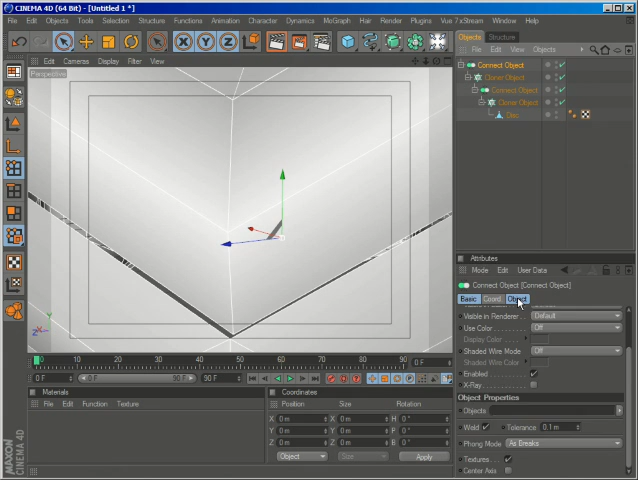 CINEMA 4D (64 Bit) - [Untitled 1 *]
File Edit Objects Tools Selection Structure Functions Animation Character Dynamics MoGraph Hair Render Plugins Vue 7xStream Window Help
Objects Structure
File Edit View Objects
Edit Cameras Display Filter View
Perspective
Connect Object
Cloner Object
Connect Object
Cloner Object
Disc
Attributes
Mode Edit User Data
Connect Object [Connect Object]
Basic Coord. Object
Visible in Renderer Default
Use Color Off
Display Color
Shaded Wire Mode Off
Shaded Wire Color
Enabled
X-Ray
Object Properties
Objects
Weld Tolerance 0.1 m
Phong Mode As Breaks
Textures
Center Axis
Y
Z
0 10 20 30 40 50 60 70 80 90 0 F
0 F 0 F 90 F 90 F
Materials
File Edit Function Texture
Coordinates
Position Size Rotation
X 0 m X 0 m H 0 °
Y 0 m Y 0 m P 0 °
Z 0 m Z 0 m B 0 °
Object Size Apply
MAXON
CINEMA 4D